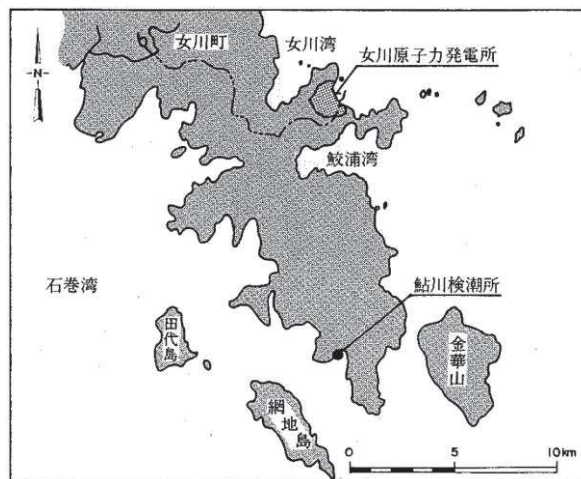 女川町
女川湾
女川原子力発電所
N
鮫浦湾
石巻湾
鮎川検潮所
田代島
金華山
網地島
0
5
10km